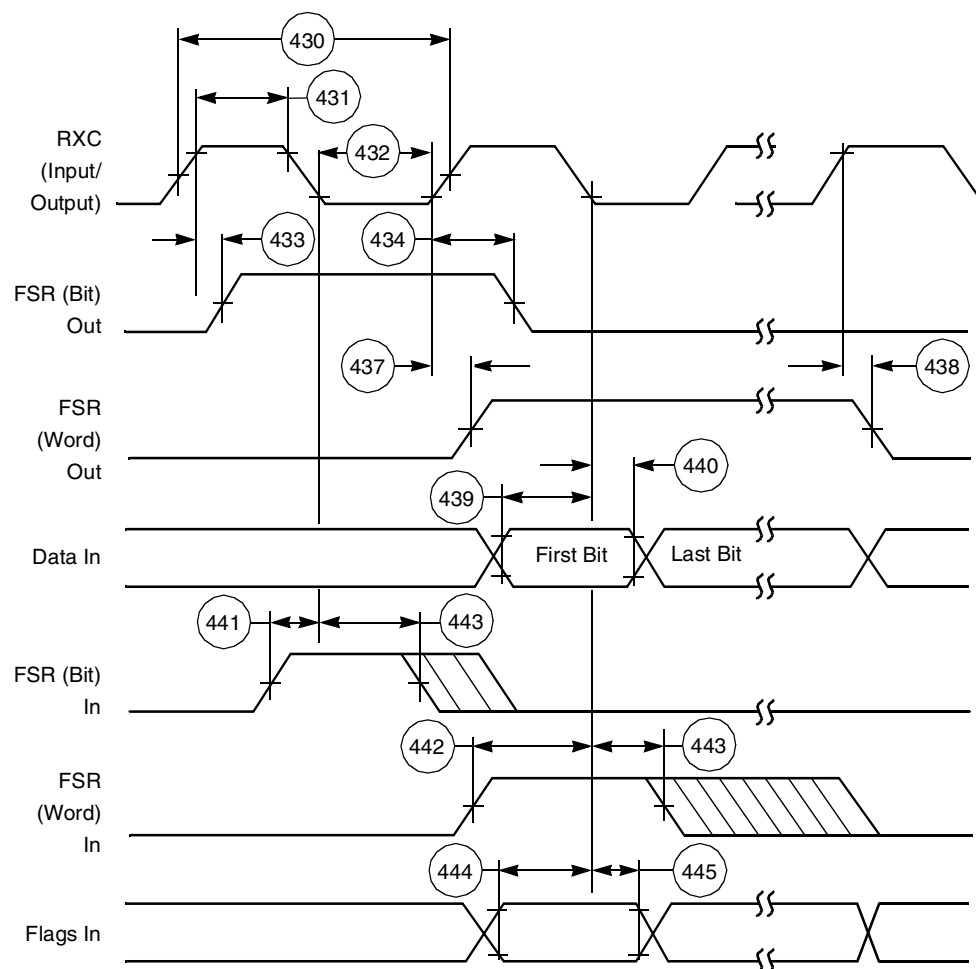 430
431
RXC
(Input/
Output)
432
433
434
FSR (Bit)
Out
437
438
FSR
(Word)
Out
440
439
Data In
First Bit
Last Bit
441
443
FSR (Bit)
In
442
443
FSR
(Word)
In
444
445
Flags In